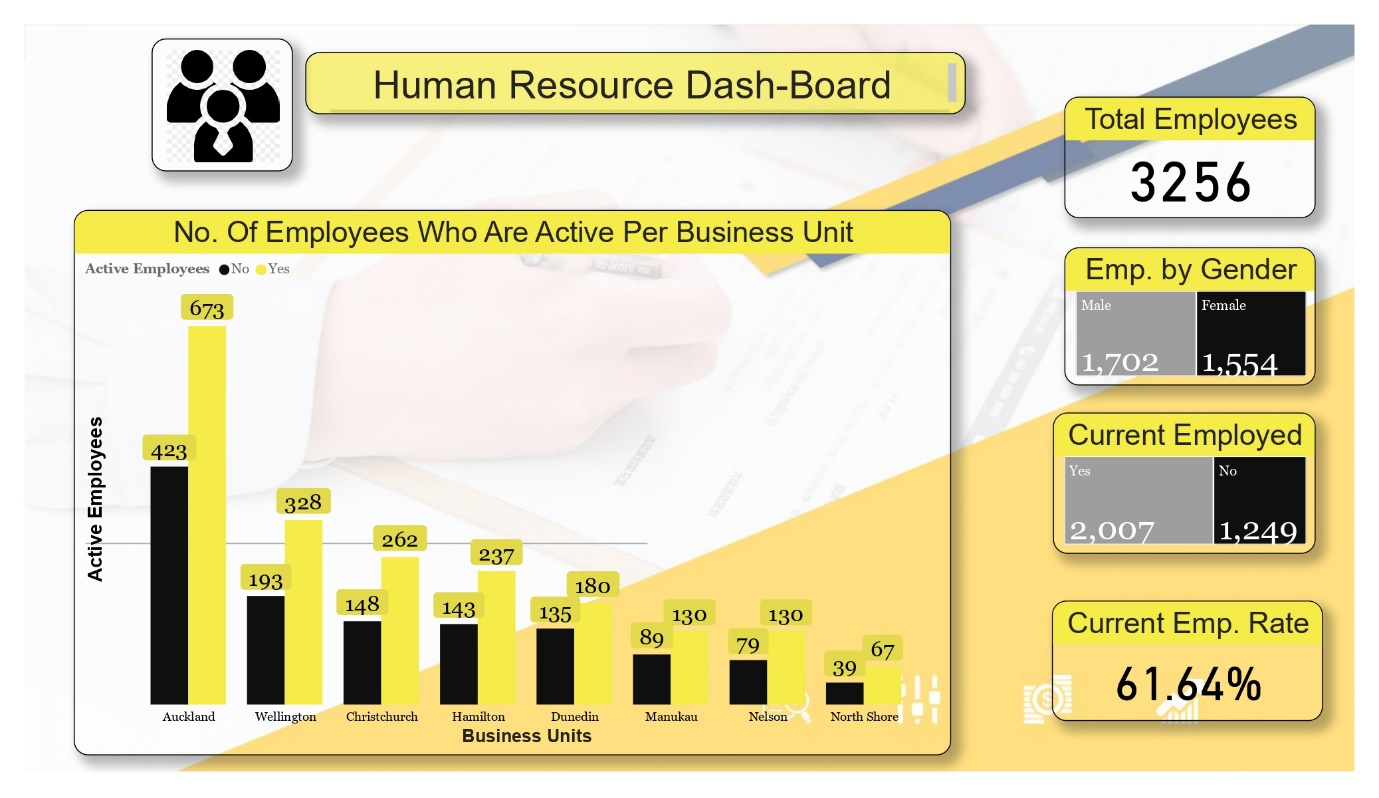 Human Resource Dash-Board
Total Employees
3256
No. Of Employees Who Are Active Per Business Unit
Active Employees No Yes
Emp. by Gender
Male Female
1,702 1,554
673
423
328
193
262
148
237
143
180
135
130
89
130
79
67
39
Active Employees
Auckland Wellington Christchurch Hamilton Dunedin Manukau Nelson North Shore
Business Units
Current Employed
Yes No
2,007 1,249
Current Emp. Rate
61.64%